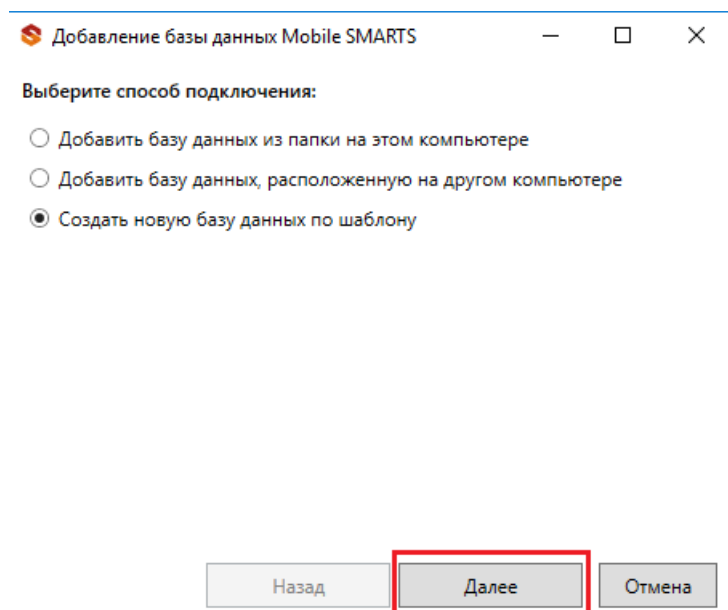 Добавление базы данных Mobile SMARTS
Выберите способ подключения:
Добавить базу данных из папки на этом компьютере
Добавить базу данных, расположенную на другом компьютере
Создать новую базу данных по шаблону
Назад Далее Отмена